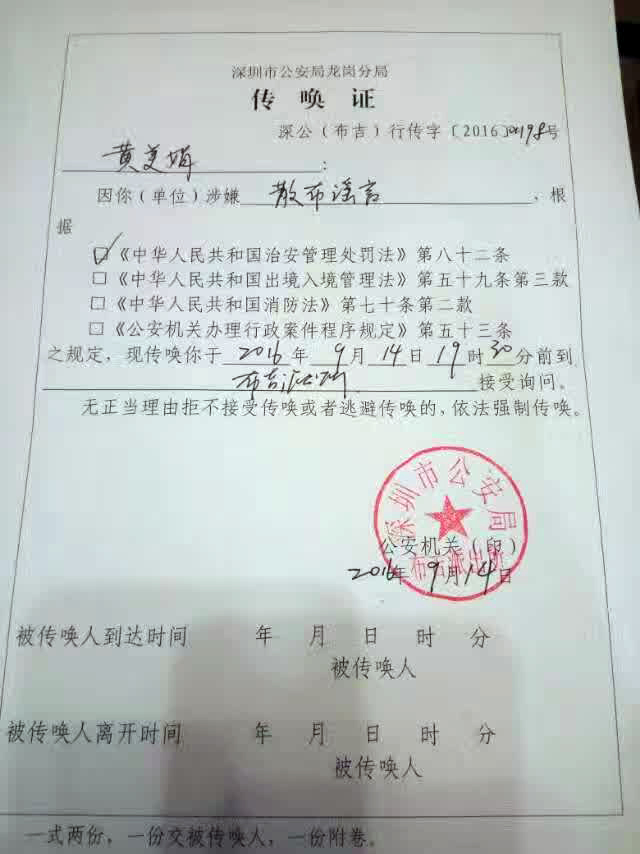 深圳市公安局龙岗分局
传唤证
深公（布吉）行传字〔2016〕00198号
黄美娟：
因你（单位）涉嫌 散布谣言，根
据
☑《中华人民共和国治安管理处罚法》第八十二条
□《中华人民共和国出境入境管理法》第五十九条第三款
□《中华人民共和国消防法》第七十条第二款
□《公安机关办理行政案件程序规定》第五十三条
之规定，现传唤你于 2016 年 9 月 14 日 19 时 30 分前到
布吉派出所 接受询问。
无正当理由拒不接受传唤或者逃避传唤的，依法强制传唤。
深圳市公安局
布吉派出所
公安机关（印）
2016年 9月 14日
被传唤人到达时间 年 月 日 时 分
被传唤人
被传唤人离开时间 年 月 日 时 分
被传唤人
一式两份，一份交被传唤人，一份附卷。